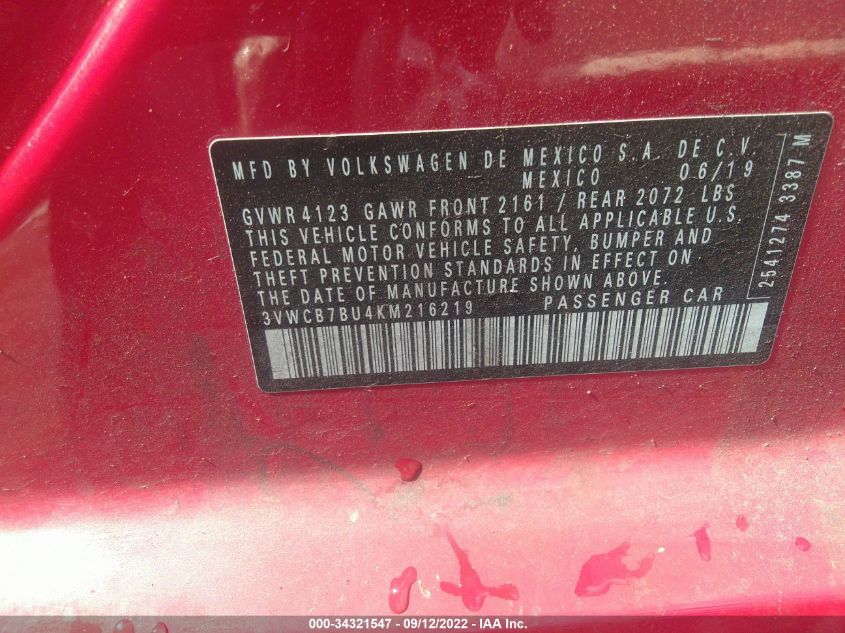 MFD BY VOLKSWAGEN DE MEXICO S.A. DE C.V.
MEXICO 06/19
GVWR 4123 GAWR FRONT 2161 / REAR 2072 LBS
THIS VEHICLE CONFORMS TO ALL APPLICABLE U.S.
FEDERAL MOTOR VEHICLE SAFETY, BUMPER AND
THEFT PREVENTION STANDARDS IN EFFECT ON
THE DATE OF MANUFACTURE SHOWN ABOVE.
3VWCB7BU4KM216219 PASSENGER CAR
2541274 3387 M
000-34321547 - 09/12/2022 - IAA Inc.